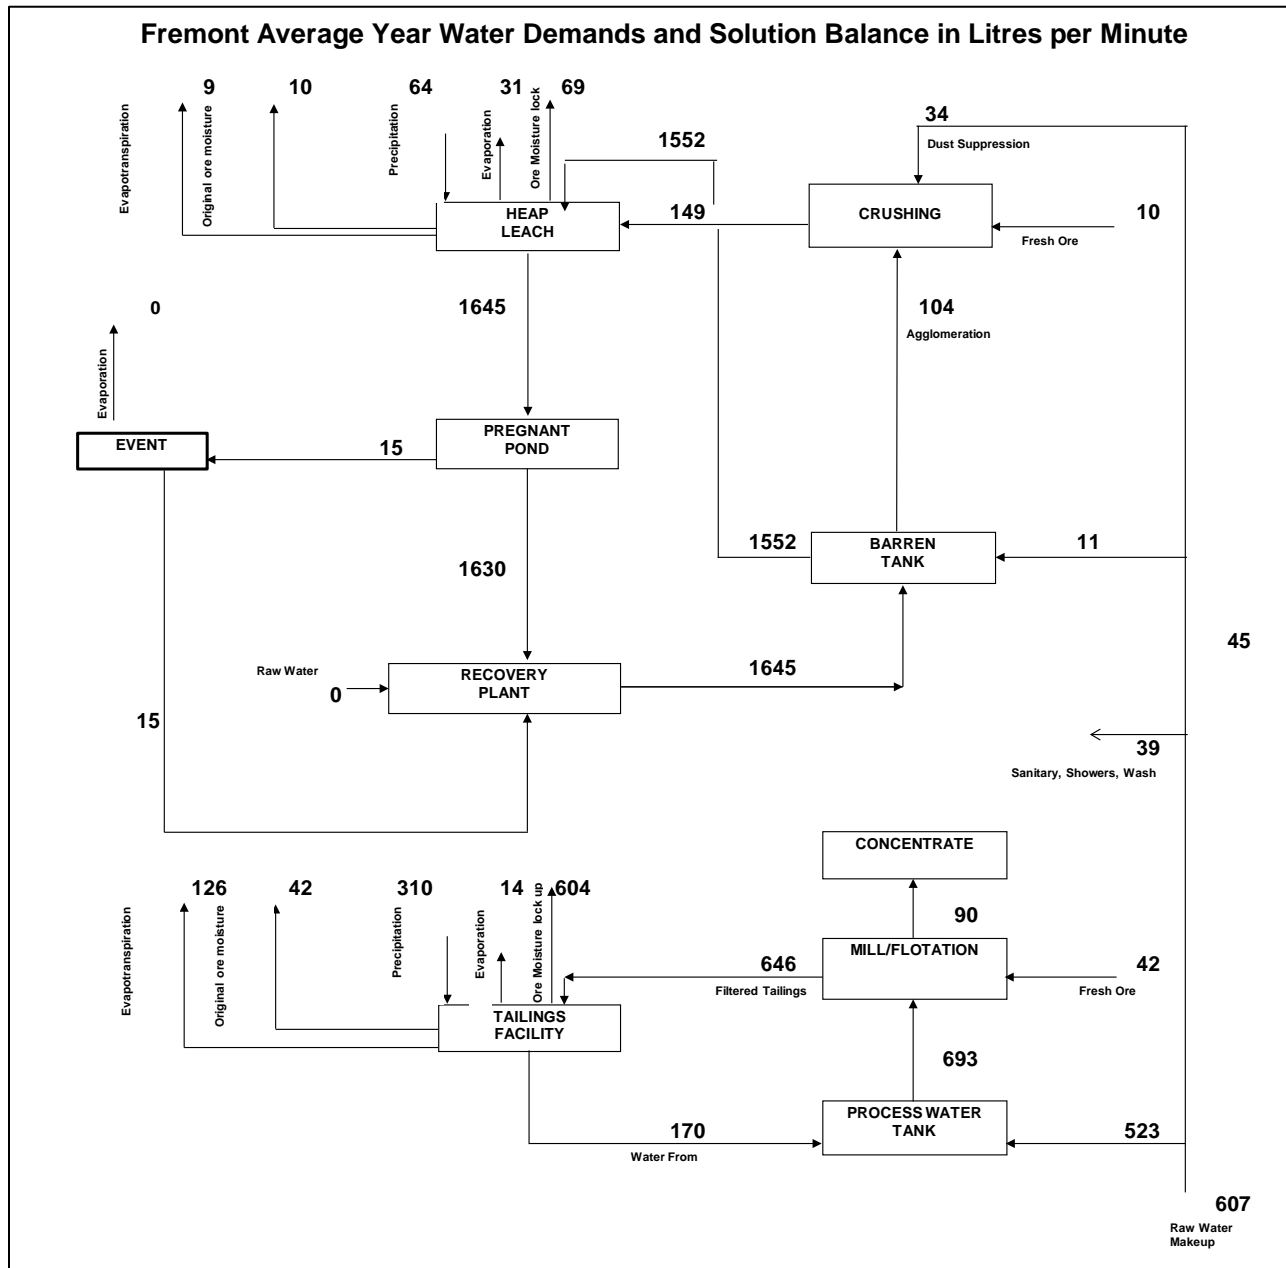 Fremont Average Year Water Demands and Solution Balance in Litres per Minute
9
10
64
31
69
Evapotranspiration
Original ore moisture
Precipitation
Evaporation
Ore Moisture lock
1552
34
Dust Suppression
HEAP
LEACH
149
CRUSHING
10
Fresh Ore
0
1645
104
Agglomeration
Evaporation
EVENT
15
PREGNANT
POND
1552
BARREN
TANK
11
1630
45
Raw Water
0
RECOVERY
PLANT
1645
15
39
Sanitary, Showers, Wash
CONCENTRATE
126
42
310
14
604
Evapotranspiration
Original ore moisture
Precipitation
Evaporation
Ore Moisture lock up
90
646
Filtered Tailings
MILL/FLOTATION
42
Fresh Ore
TAILINGS
FACILITY
693
170
Water From
PROCESS WATER
TANK
523
607
Raw Water
Makeup